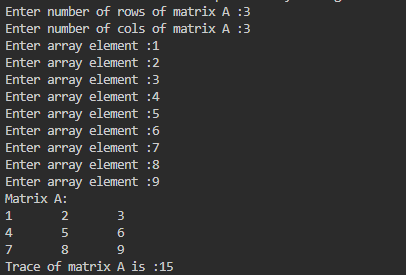 Enter number of rows of matrix A :3
Enter number of cols of matrix A :3
Enter array element :1
Enter array element :2
Enter array element :3
Enter array element :4
Enter array element :5
Enter array element :6
Enter array element :7
Enter array element :8
Enter array element :9
Matrix A:
1 2 3
4 5 6
7 8 9
Trace of matrix A is :15